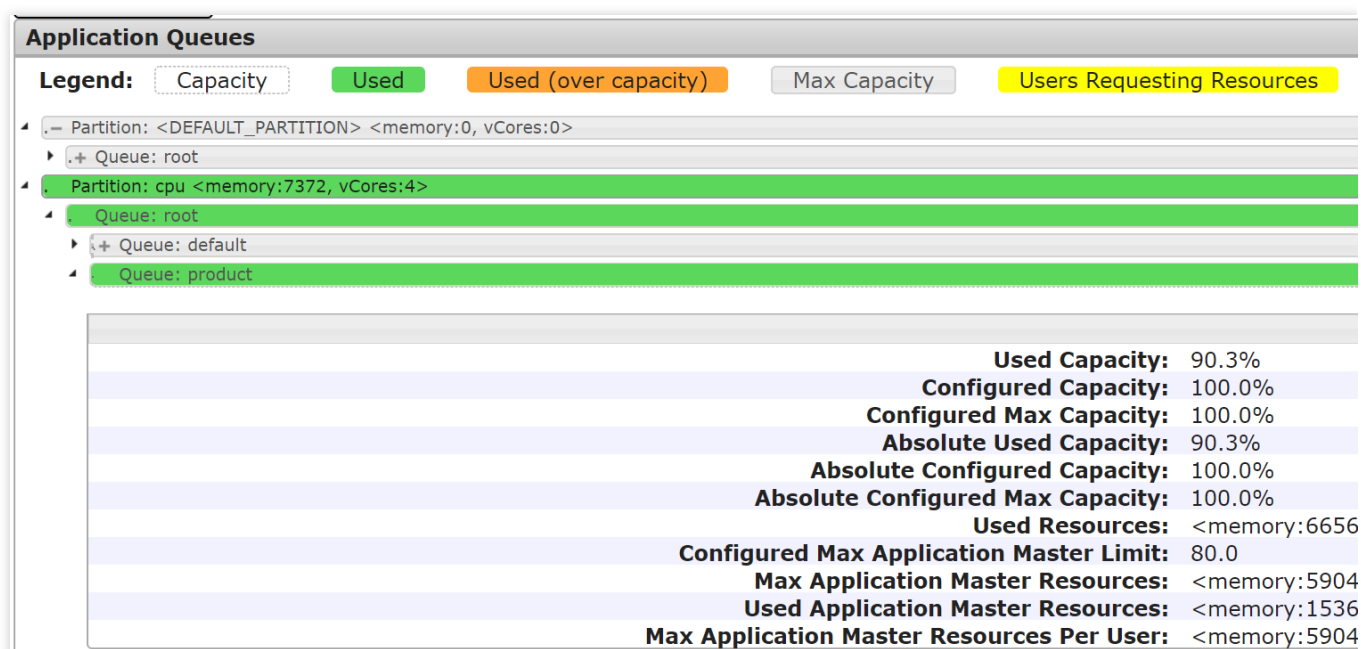 Application Queues
Legend: Capacity Used Used (over capacity) Max Capacity Users Requesting Resources
.– Partition: <DEFAULT_PARTITION> <memory:0, vCores:0>
.+ Queue: root
. Partition: cpu <memory:7372, vCores:4>
. Queue: root
.+ Queue: default
. Queue: product
Used Capacity: 90.3%
Configured Capacity: 100.0%
Configured Max Capacity: 100.0%
Absolute Used Capacity: 90.3%
Absolute Configured Capacity: 100.0%
Absolute Configured Max Capacity: 100.0%
Used Resources: <memory:6656
Configured Max Application Master Limit: 80.0
Max Application Master Resources: <memory:5904
Used Application Master Resources: <memory:1536
Max Application Master Resources Per User: <memory:5904